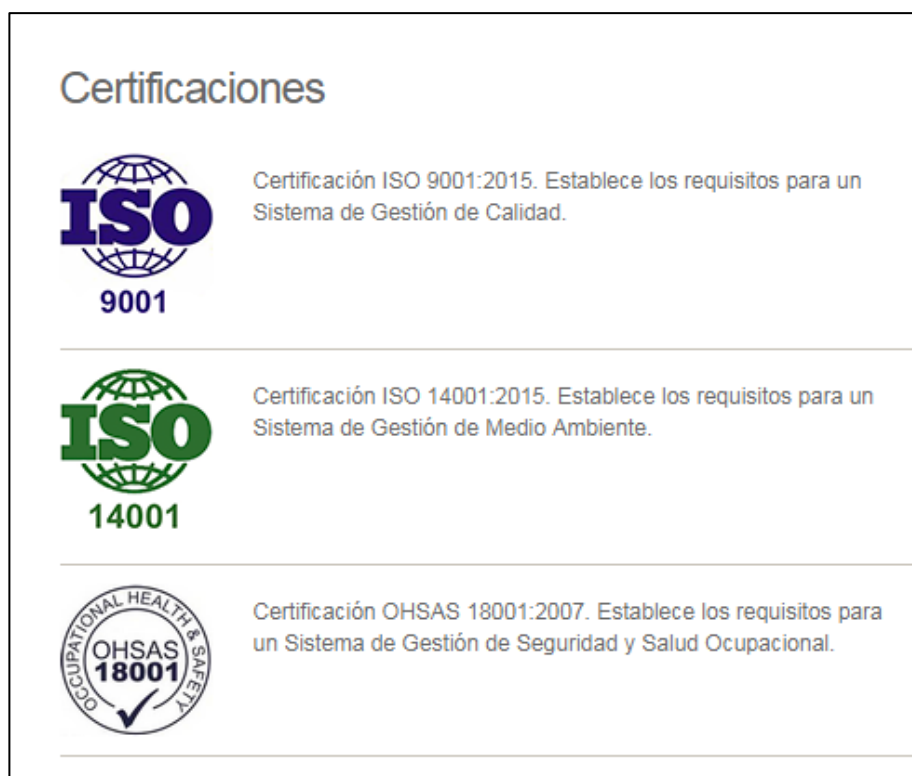 Certificaciones
ISO
9001
Certificación ISO 9001:2015. Establece los requisitos para un
Sistema de Gestión de Calidad.
ISO
14001
Certificación ISO 14001:2015. Establece los requisitos para un
Sistema de Gestión de Medio Ambiente.
OCCUPATIONAL HEALTH & SAFETY
OHSAS
18001
Certificación OHSAS 18001:2007. Establece los requisitos para
un Sistema de Gestión de Seguridad y Salud Ocupacional.